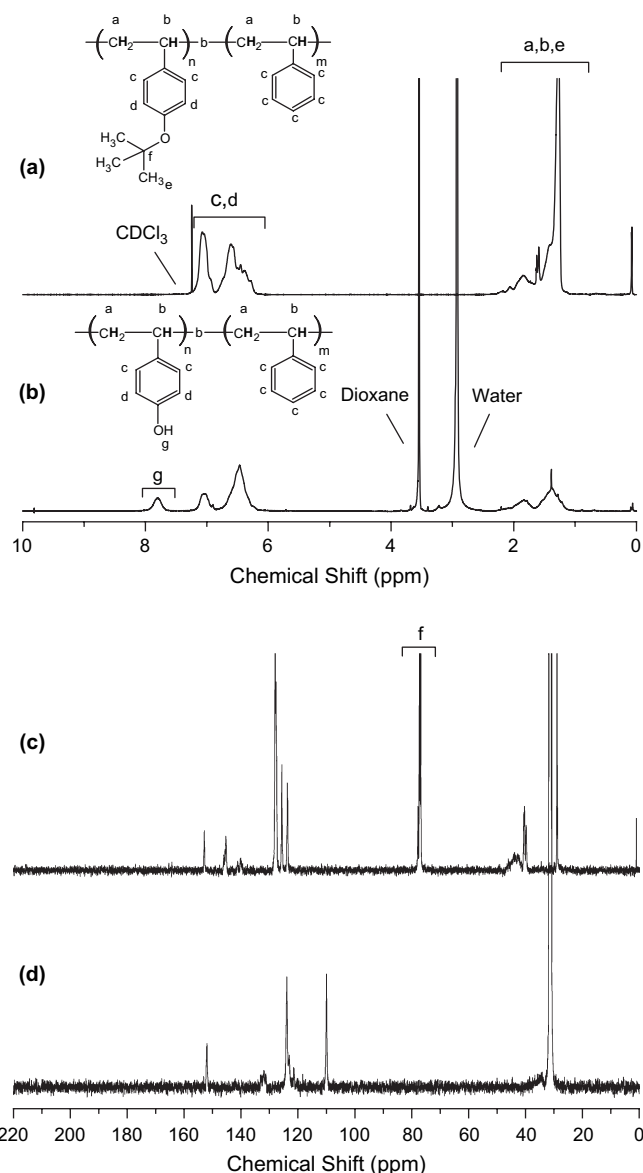 a b a b
( CH2 CH )n b ( CH2 CH )m
c c c c
d d c c
c
H3C O
H3C f
CH3 e
(a)
a,b,e
c,d
CDCl3
a b a b
( CH2 CH )n b ( CH2 CH )m
c c c c
d d c c
c
OH
g
(b)
Dioxane Water
g
10 8 6 4 2 0
Chemical Shift (ppm)
f
(c)
(d)
220 200 180 160 140 120 100 80 60 40 20 0
Chemical Shift (ppm)